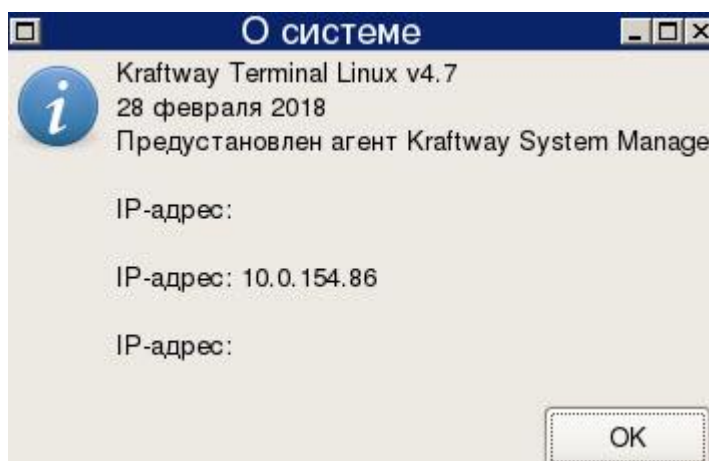 О системе
Kraftway Terminal Linux v4.7
28 февраля 2018
Предустановлен агент Kraftway System Manage
IP-адрес:
IP-адрес: 10.0.154.86
IP-адрес:
OK